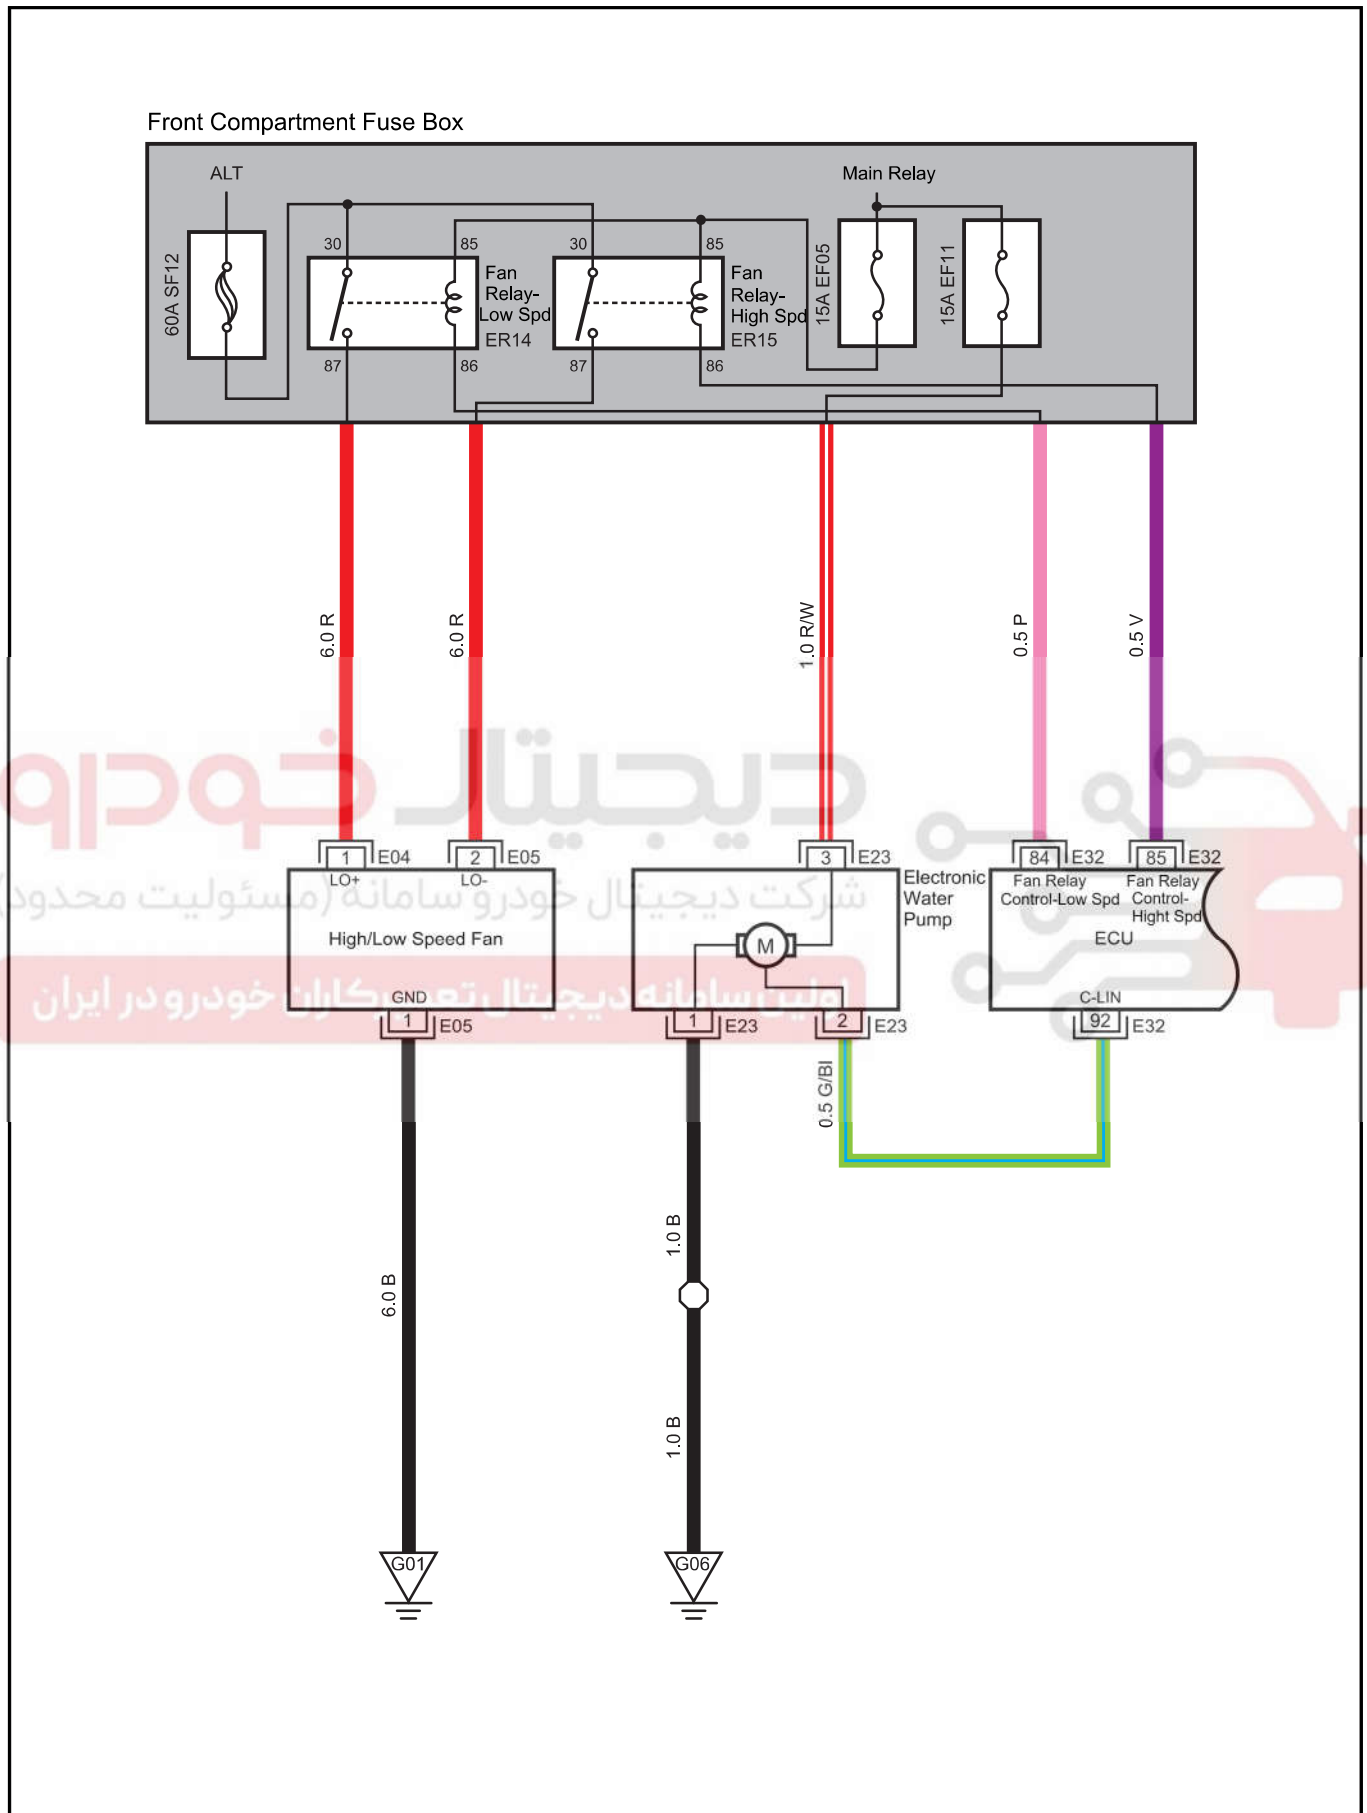 Front Compartment Fuse Box
ALT
Main Relay
60A SF12
30
85
Fan
Relay-
Low Spd
ER14
87
86
30
85
Fan
Relay-
High Spd
ER15
87
86
15A EF05
15A EF11
6.0 R
6.0 R
1.0 R/W
0.5 P
0.5 V
دیجیتال خودرو
شرکت دیجیتال خودرو سامانه (مسئولیت محدود)
اولین سامانه دیجیتال تعمیرکاران خودرو در ایران
1 E04
2 E05
3 E23
84 E32
85 E32
LO+
LO-
High/Low Speed Fan
GND
1 E05
Electronic
Water
Pump
M
1 E23
2 E23
Fan Relay
Control-Low Spd
Fan Relay
Control-
Hight Spd
ECU
C-LIN
92 E32
0.5 G/Bl
6.0 B
1.0 B
1.0 B
G01
G06